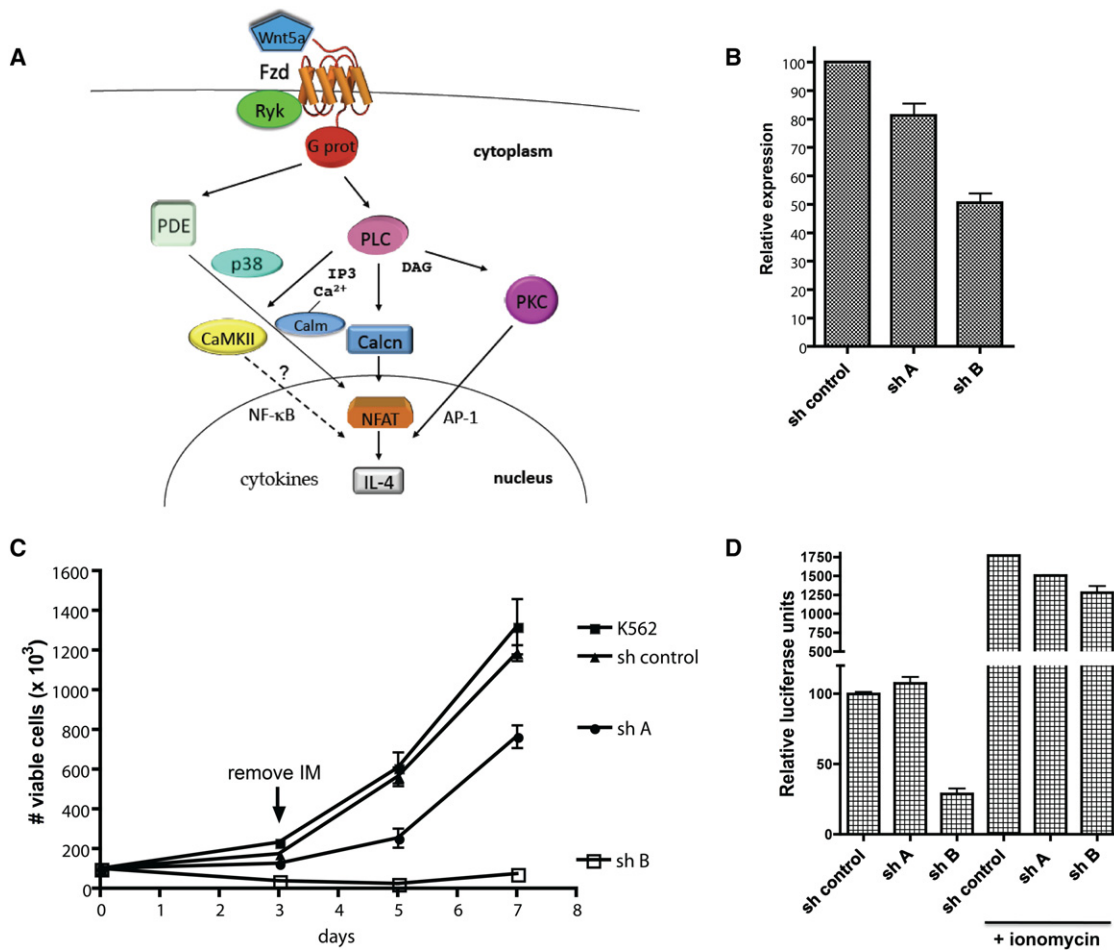 A
Wnt5a
Fzd
Ryk
G prot
cytoplasm
PDE
PLC
p38
IP3
DAG
Ca²⁺
PKC
CaMKII
Calm
Calcn
?
NF-κB
NFAT
AP-1
cytokines
IL-4
nucleus
B
Relative expression
100
90
80
70
60
50
40
30
20
10
0
sh control
sh A
sh B
C
# viable cells (x 10³)
1600
1400
1200
1000
800
600
400
200
0
remove IM
K562
sh control
sh A
sh B
0 1 2 3 4 5 6 7 8
days
D
Relative luciferase units
1750
1500
1250
1000
750
500
100
50
0
sh control
sh A
sh B
sh control
sh A
sh B
+ ionomycin